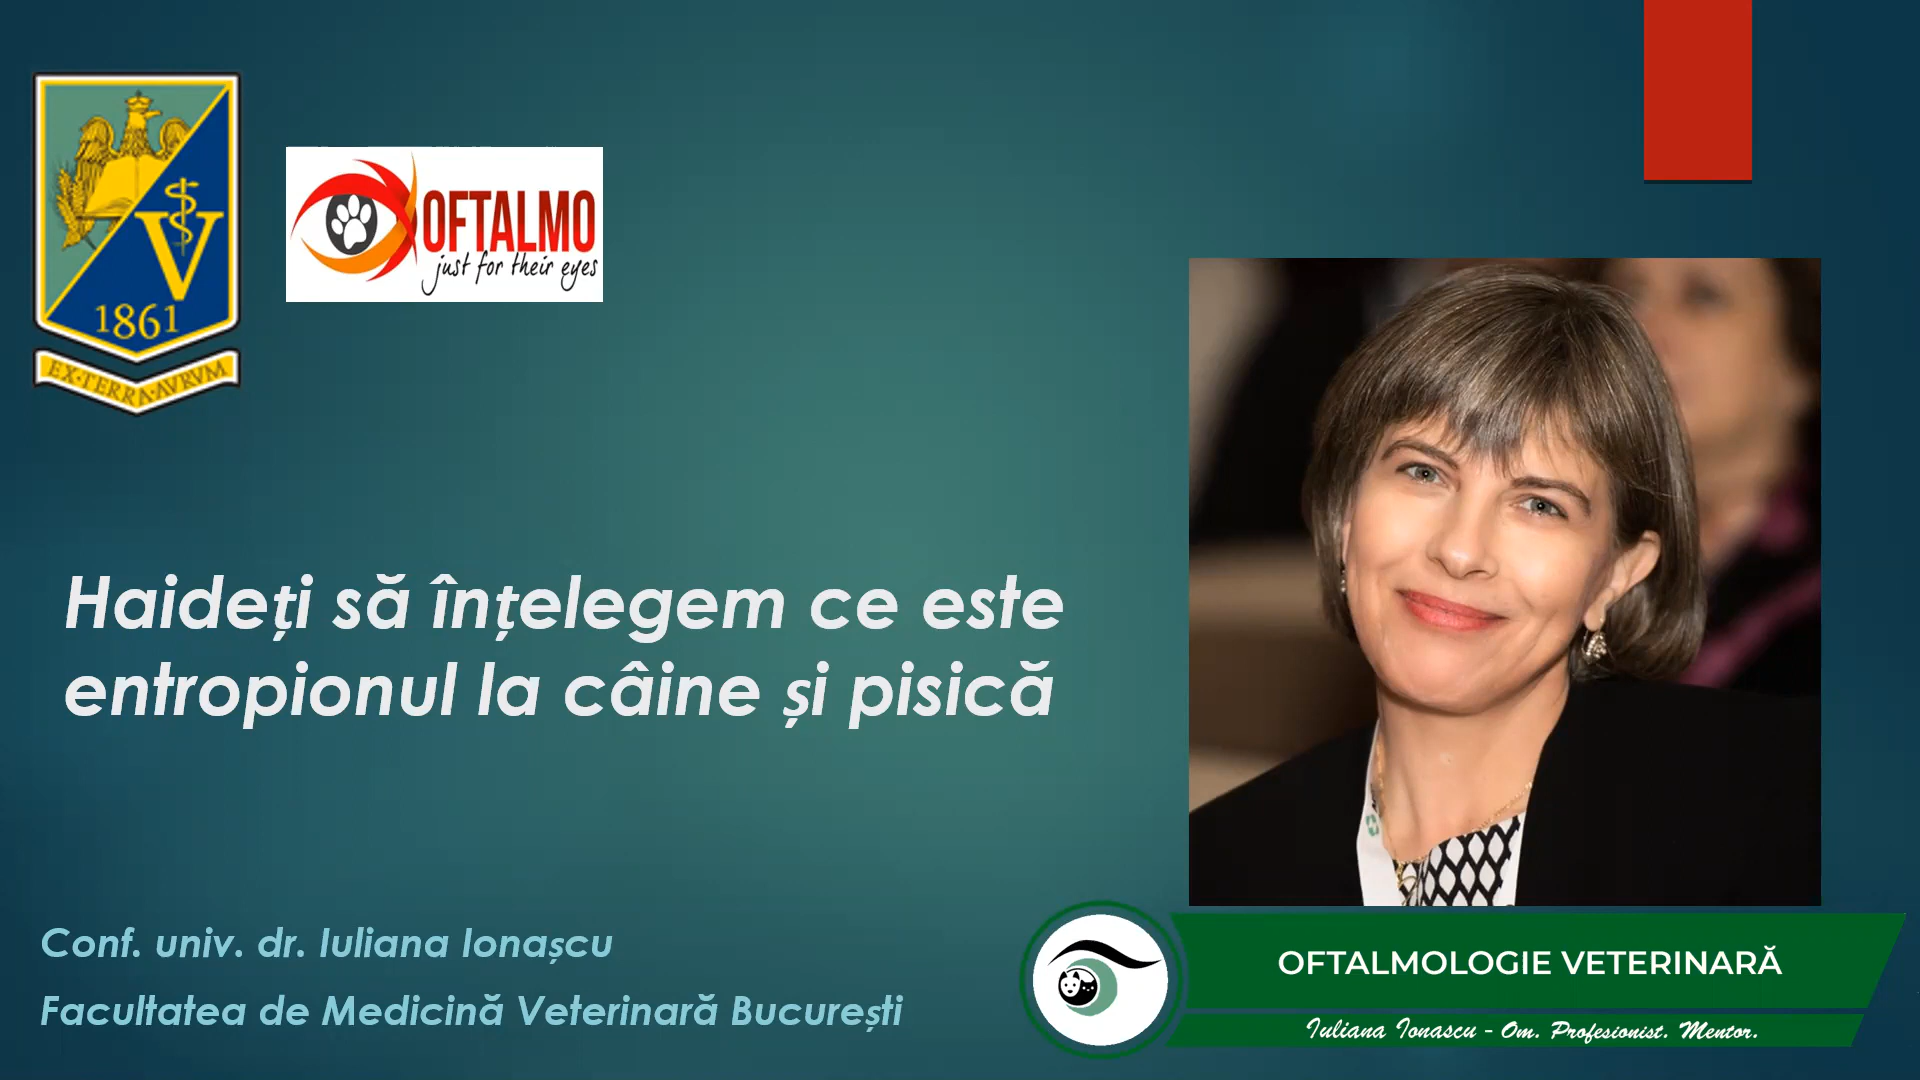 V
1861
EX·TERRA·AVRVM
OFTALMO
just for their eyes
Haideți să înțelegem ce este
entropionul la câine și pisică
Conf. univ. dr. Iuliana Ionașcu
Facultatea de Medicină Veterinară București
OFTALMOLOGIE VETERINARĂ
Iuliana Ionascu - Om. Profesionist. Mentor.